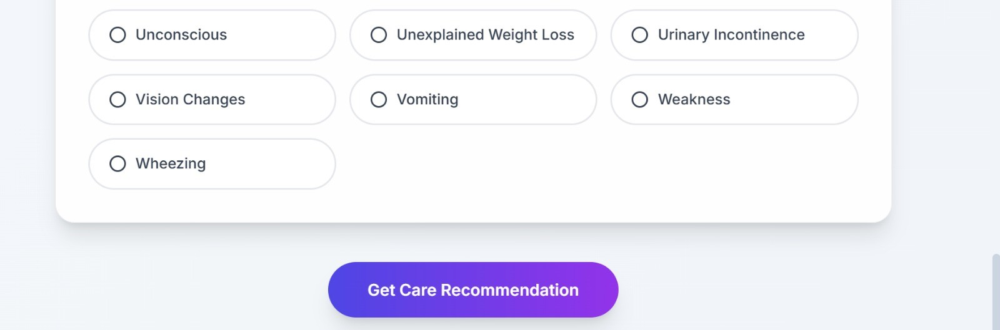 Unconscious
Unexplained Weight Loss
Urinary Incontinence
Vision Changes
Vomiting
Weakness
Wheezing
Get Care Recommendation